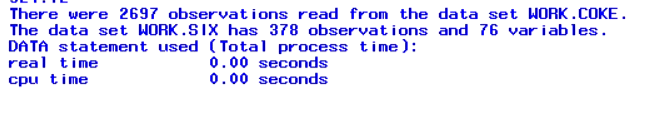 There were 2697 observations read from the data set WORK.COKE.
The data set WORK.SIX has 378 observations and 76 variables.
DATA statement used (Total process time):
real time 0.00 seconds
cpu time 0.00 seconds